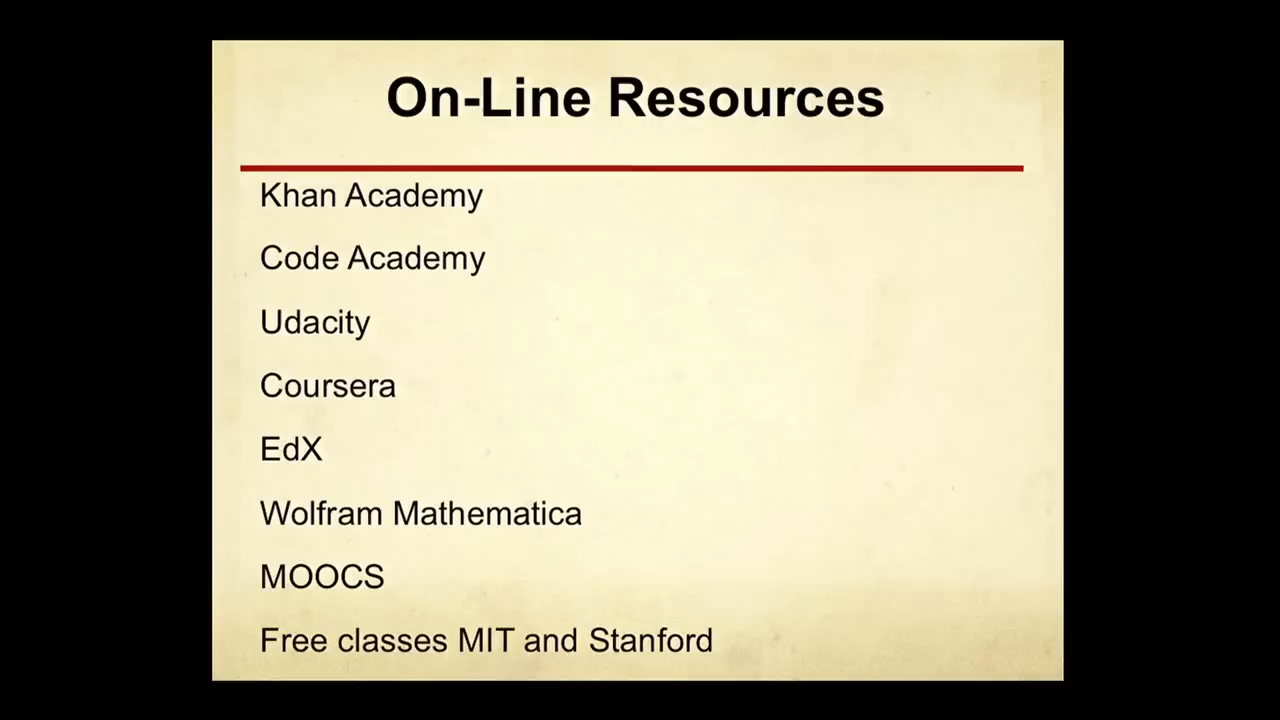 On-Line Resources
Khan Academy
Code Academy
Udacity
Coursera
EdX
Wolfram Mathematica
MOOCS
Free classes MIT and Stanford